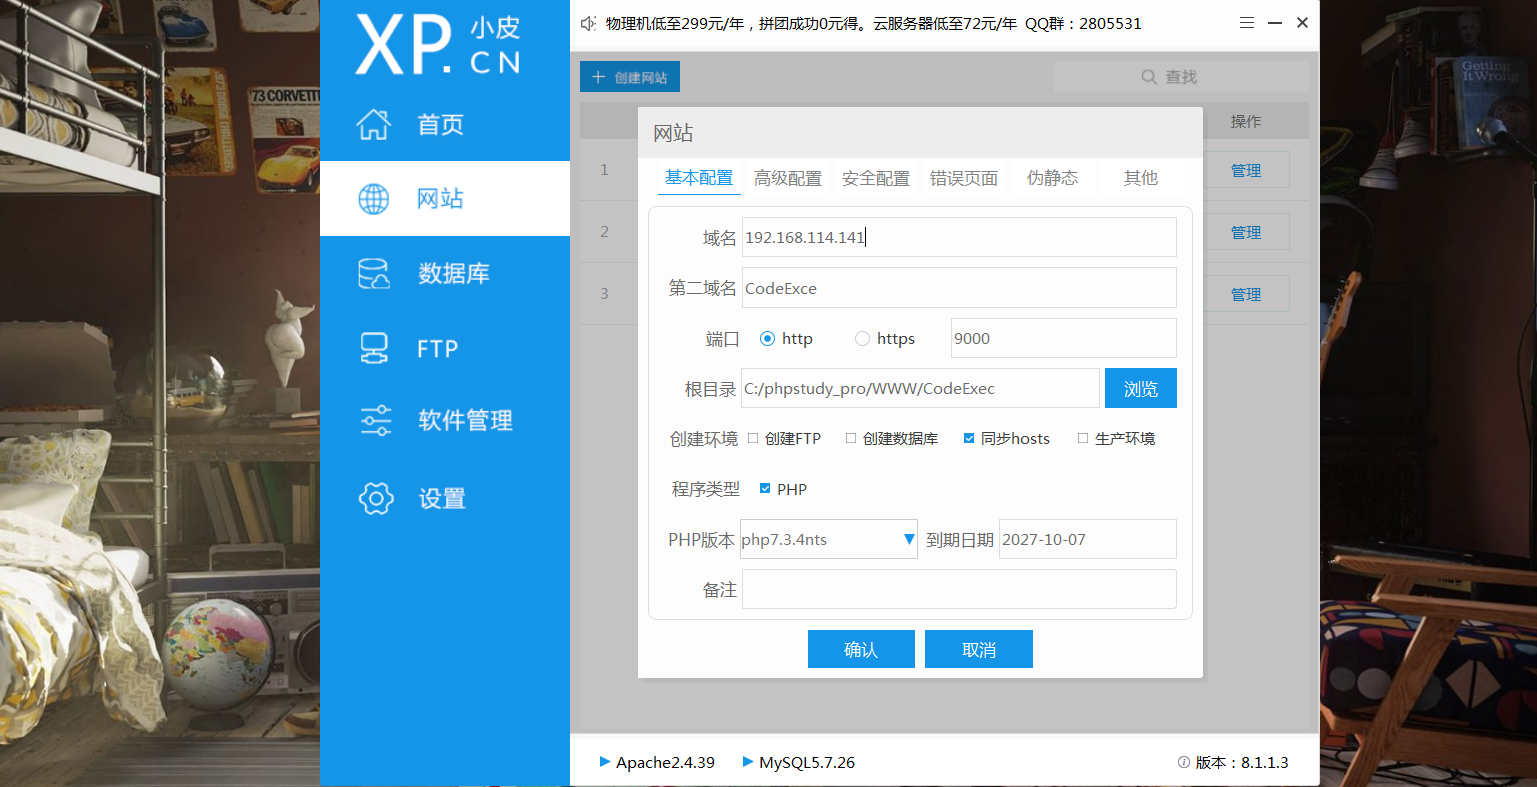 XP.小皮
CN
首页
网站
数据库
FTP
软件管理
设置
物理机低至299元/年，拼团成功0元得。云服务器低至72元/年 QQ群：2805531
创建网站
查找
操作
1
管理
2
管理
3
管理
网站
基本配置 高级配置 安全配置 错误页面 伪静态 其他
域名 192.168.114.141
第二域名 CodeExce
端口 http https 9000
根目录 C:/phpstudy_pro/WWW/CodeExec 浏览
创建环境 创建FTP 创建数据库 同步hosts 生产环境
程序类型 PHP
PHP版本 php7.3.4nts 到期日期 2027-10-07
备注
确认 取消
Apache2.4.39 MySQL5.7.26 版本：8.1.1.3
'73 CORVETTE
Getting
It Wrong